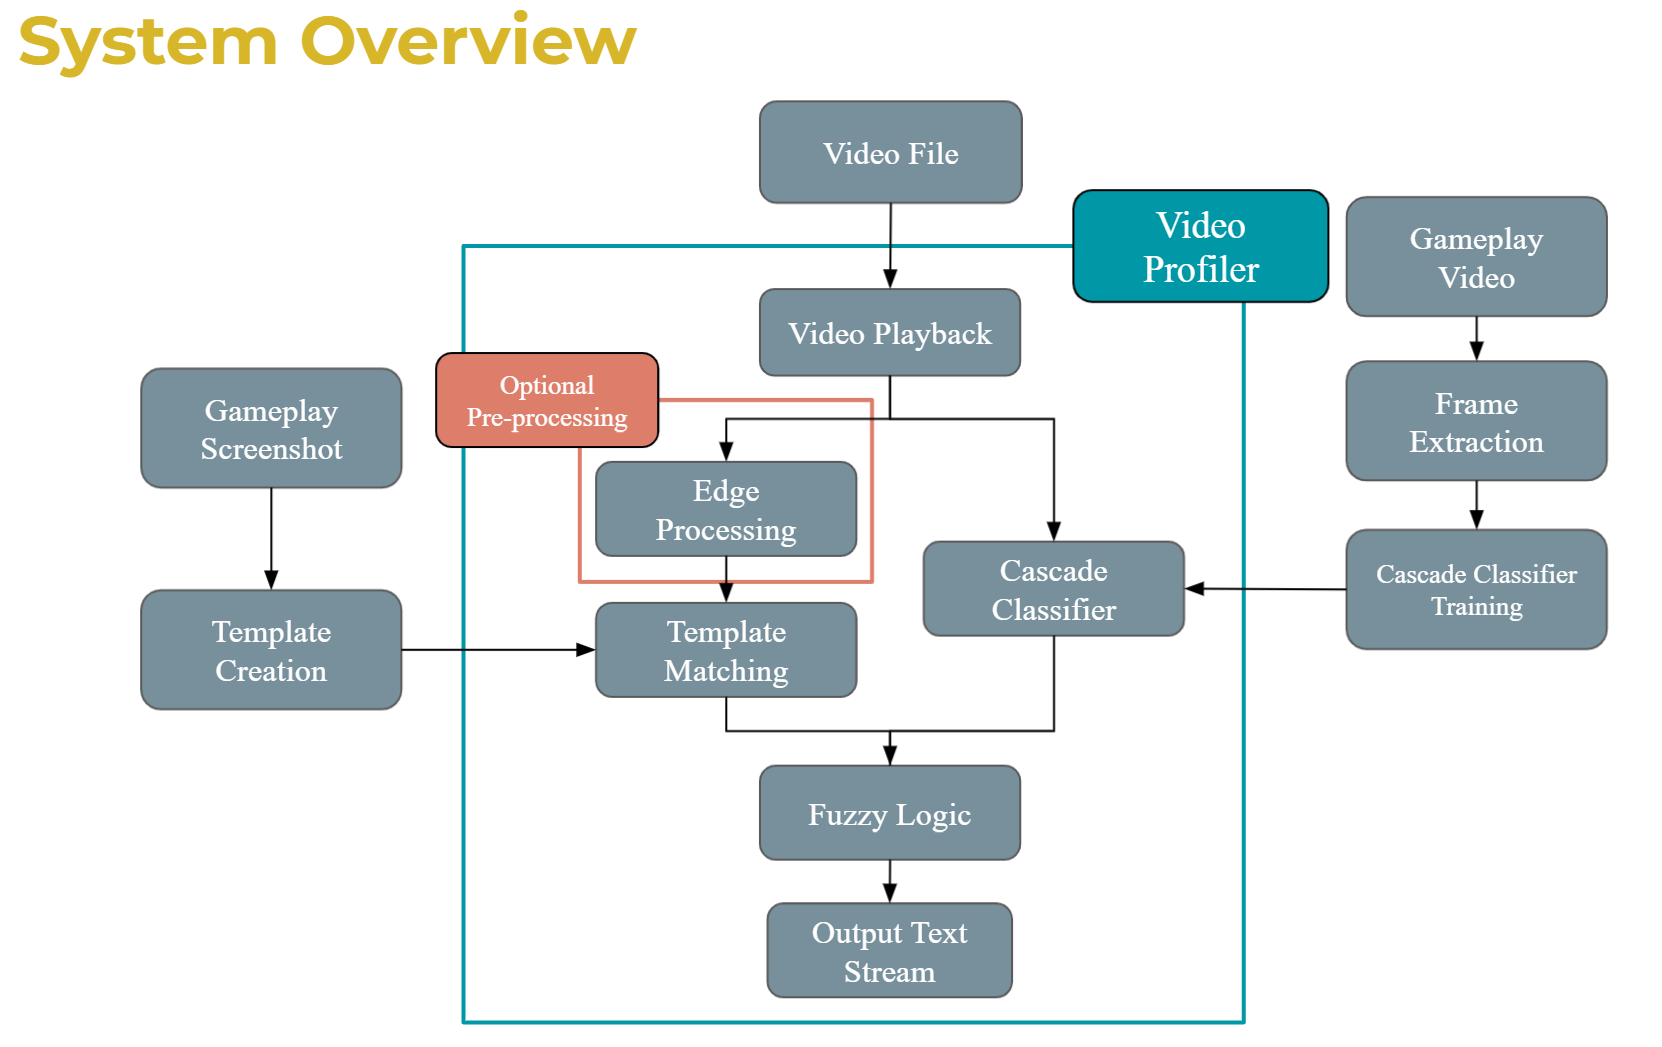 System Overview
Video File
Video
Profiler
Gameplay
Video
Video Playback
Optional
Pre-processing
Gameplay
Screenshot
Frame
Extraction
Edge
Processing
Cascade
Classifier
Cascade Classifier
Training
Template
Creation
Template
Matching
Fuzzy Logic
Output Text
Stream